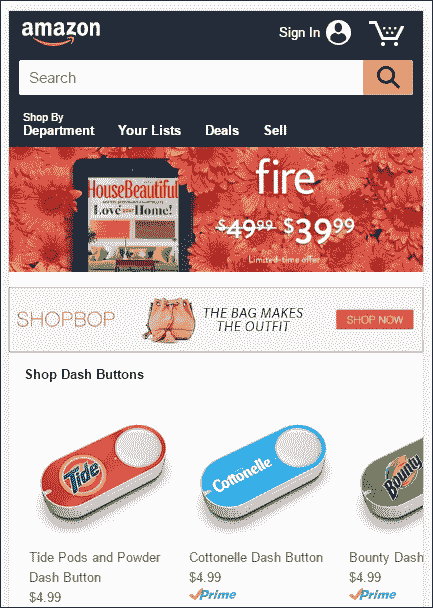 amazon
Sign In
Search
Shop By
Department Your Lists Deals Sell
HouseBeautiful
Love Your Home!
fire
$49.99 $39.99
Limited-time offer
SHOPBOP
THE BAG MAKES
THE OUTFIT
SHOP NOW
Shop Dash Buttons
Tide
Cottonelle
Bounty
Tide Pods and Powder
Dash Button
$4.99
Cottonelle Dash Button
$4.99
Prime
Bounty Dash
$4.99
Prime